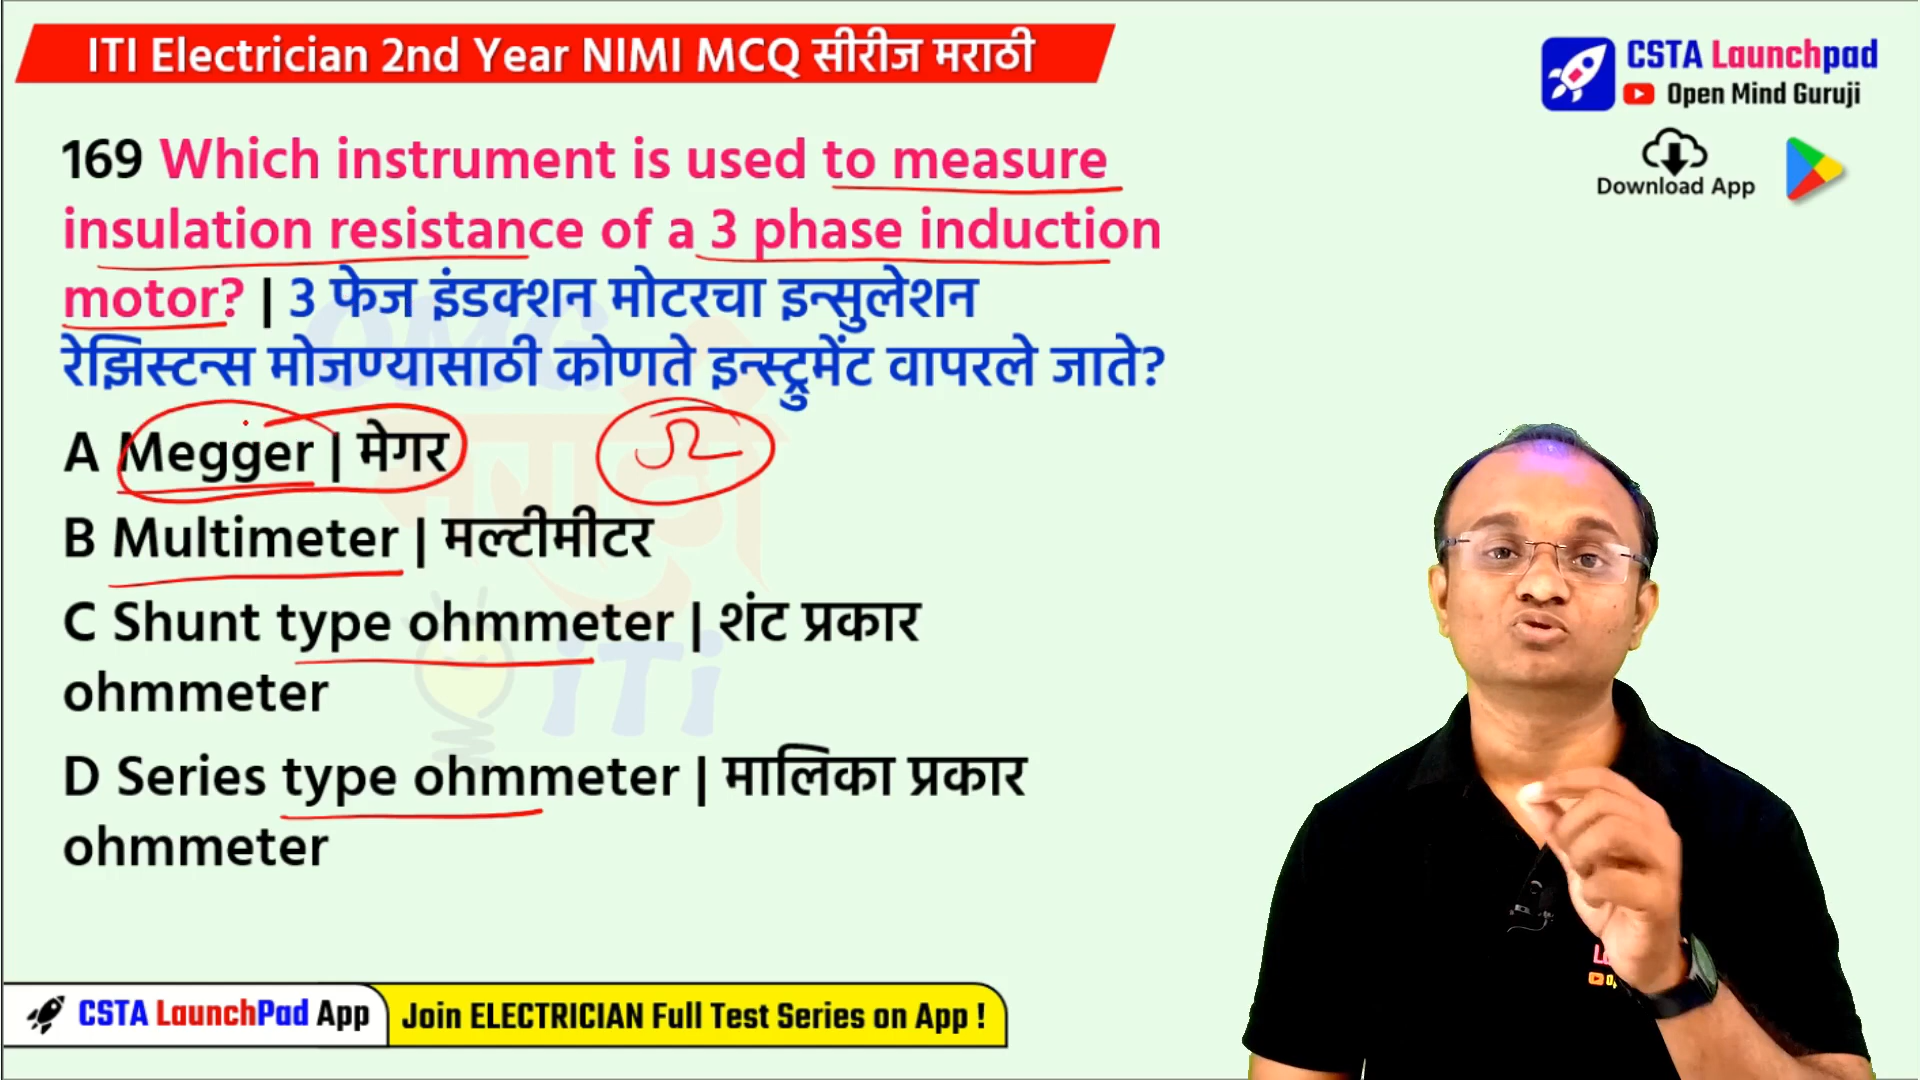 ITI Electrician 2nd Year NIMI MCQ सीरीज मराठी
CSTA Launchpad
Open Mind Guruji
Download App
169 Which instrument is used to measure
insulation resistance of a 3 phase induction
motor? | 3 फेज इंडक्शन मोटरचा इन्सुलेशन
रेझिस्टन्स मोजण्यासाठी कोणते इन्स्ट्रुमेंट वापरले जाते?
A Megger | मेगर
Ω
B Multimeter | मल्टीमीटर
C Shunt type ohmmeter | शंट प्रकार
ohmmeter
D Series type ohmmeter | मालिका प्रकार
ohmmeter
OMG
मराठी
iTi
CSTA LaunchPad App
Join ELECTRICIAN Full Test Series on App !